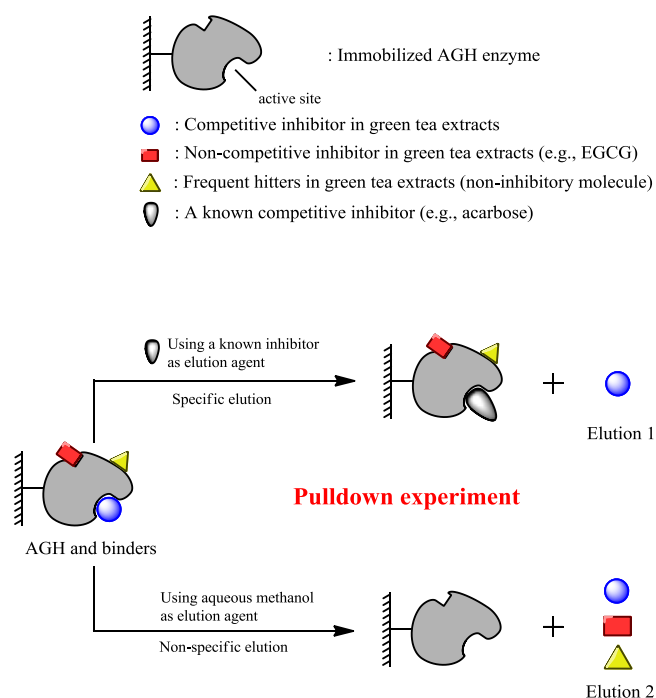 : Immobilized AGH enzyme
active site
: Competitive inhibitor in green tea extracts
: Non-competitive inhibitor in green tea extracts (e.g., EGCG)
: Frequent hitters in green tea extracts (non-inhibitory molecule)
: A known competitive inhibitor (e.g., acarbose)
Using a known inhibitor
as elution agent
Specific elution
+
Elution 1
Pulldown experiment
AGH and binders
Using aqueous methanol
as elution agent
Non-specific elution
+
Elution 2